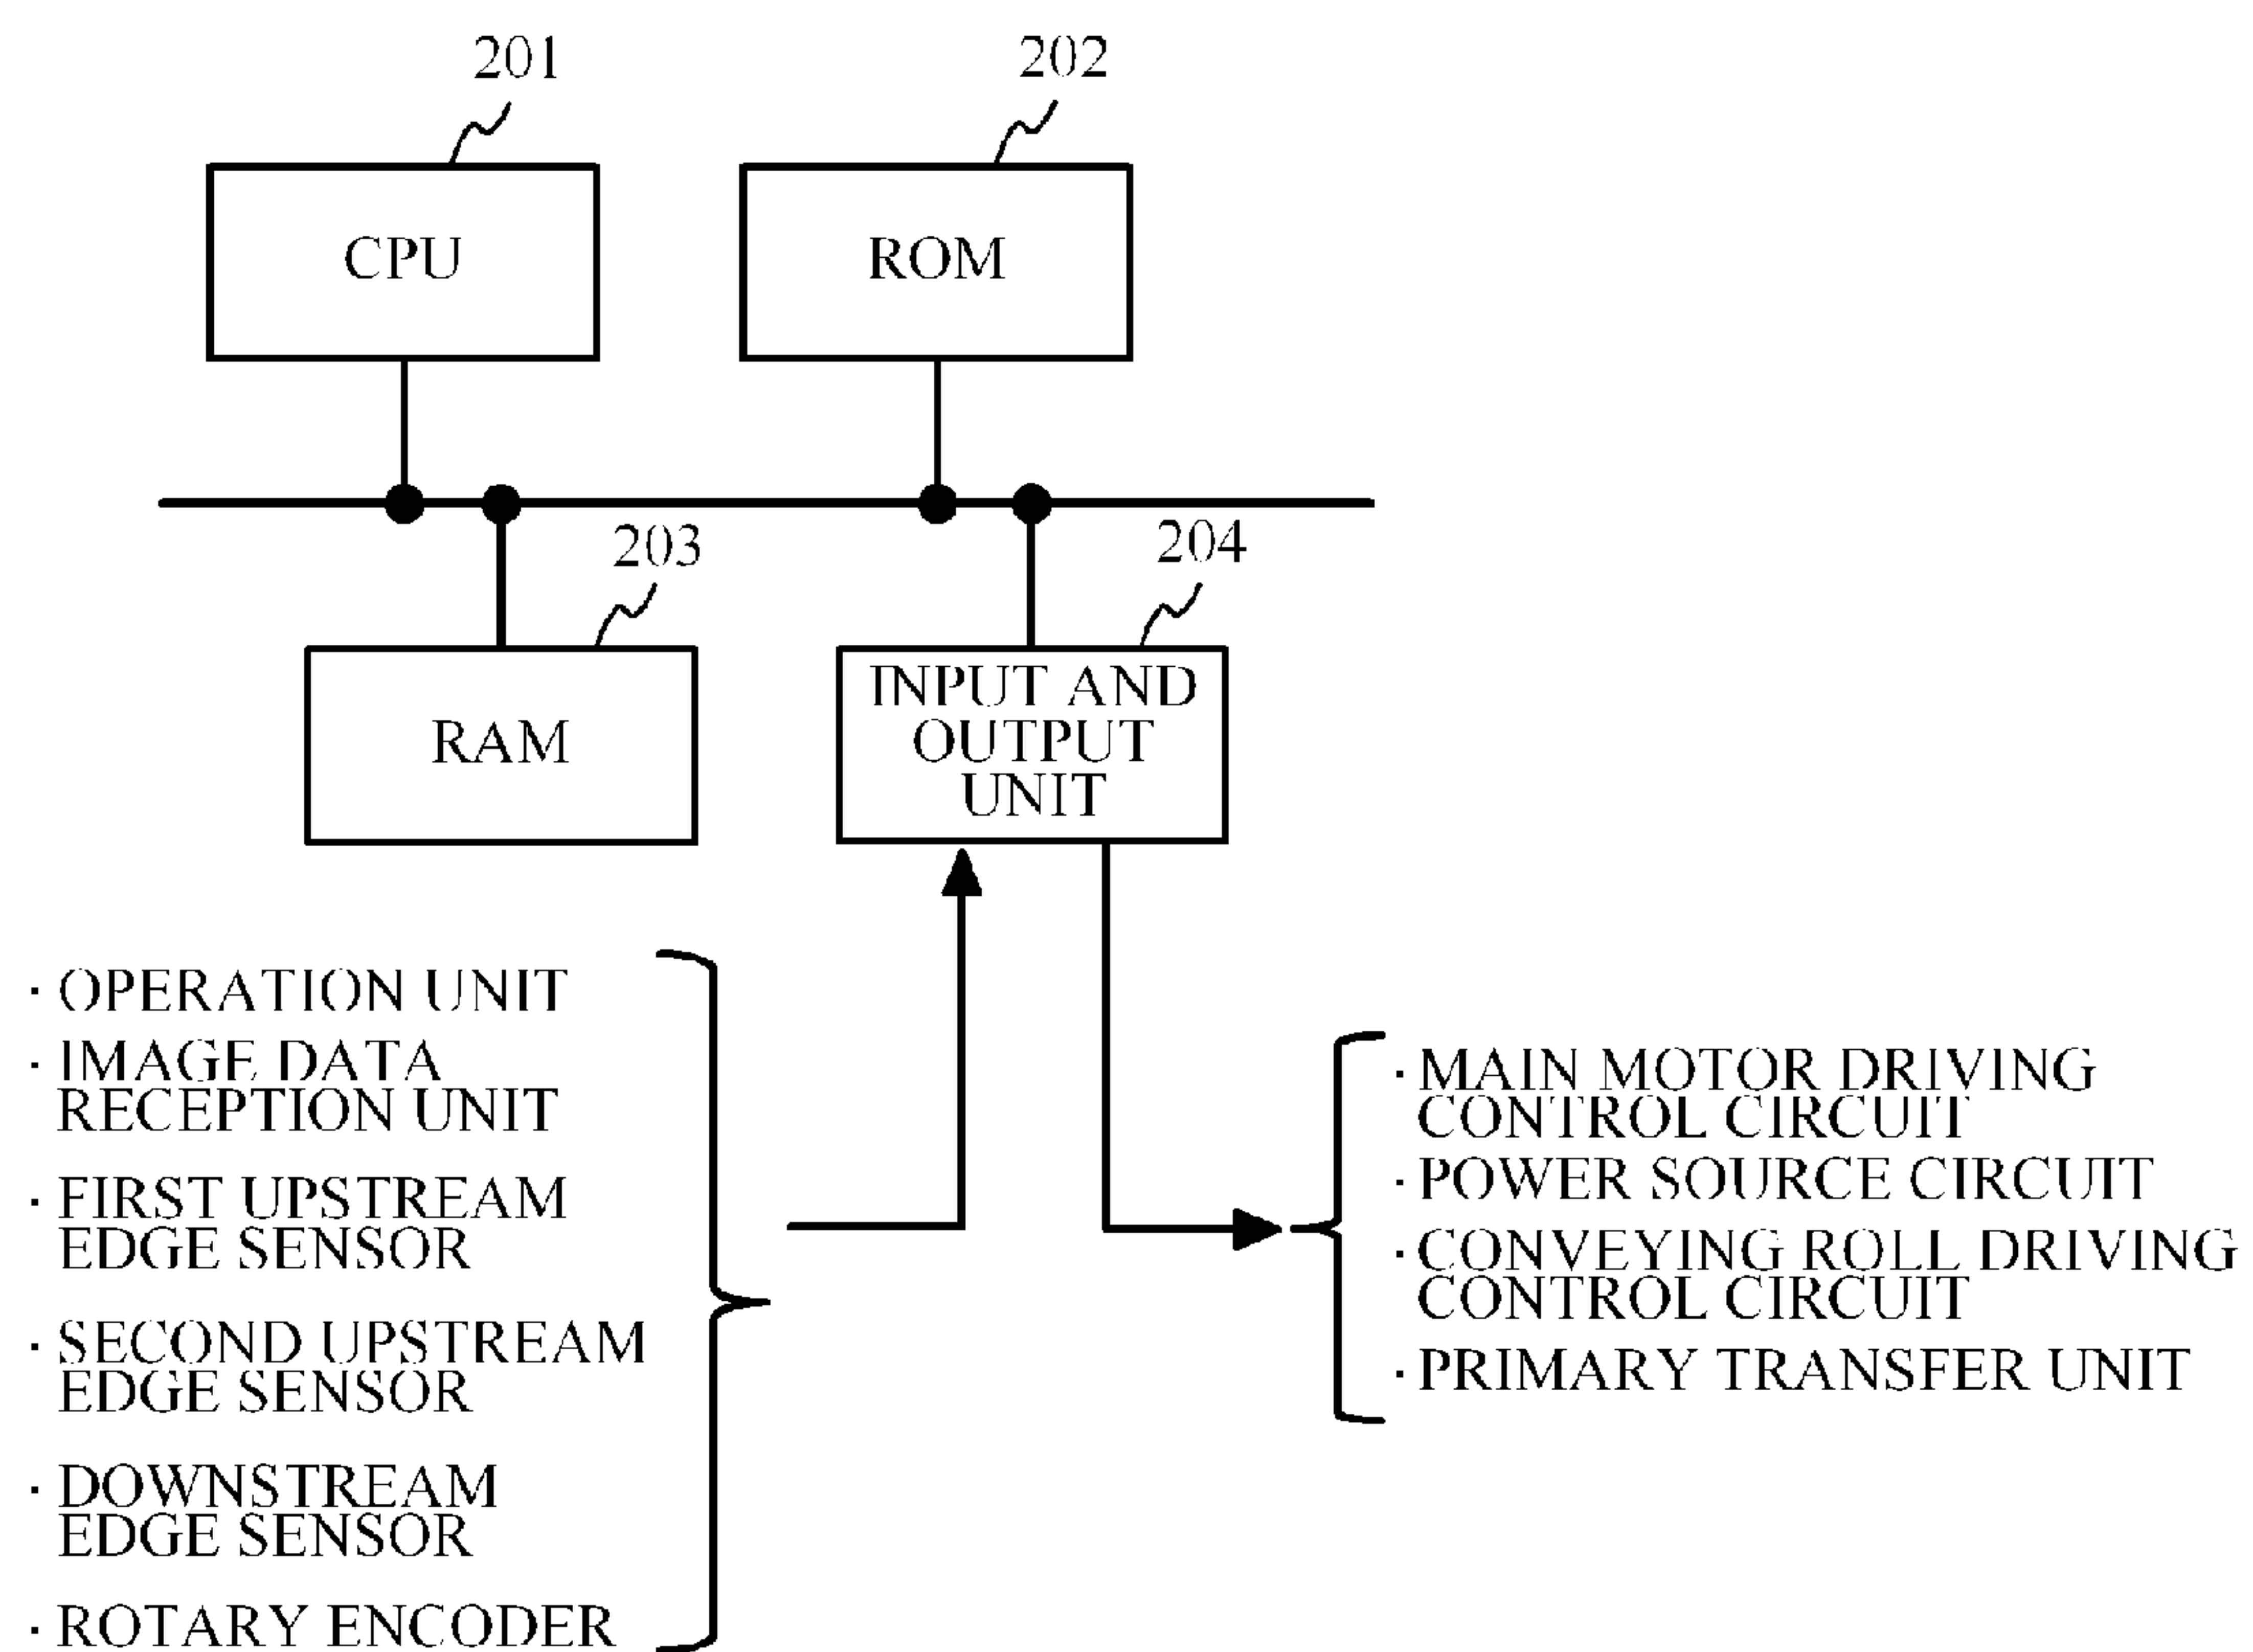 201
202
CPU
ROM
203
204
RAM
INPUT AND
OUTPUT
UNIT
· OPERATION UNIT
· IMAGE DATA
RECEPTION UNIT
· FIRST UPSTREAM
EDGE SENSOR
· SECOND UPSTREAM
EDGE SENSOR
· DOWNSTREAM
EDGE SENSOR
· ROTARY ENCODER
· MAIN MOTOR DRIVING
CONTROL CIRCUIT
· POWER SOURCE CIRCUIT
· CONVEYING ROLL DRIVING
CONTROL CIRCUIT
· PRIMARY TRANSFER UNIT